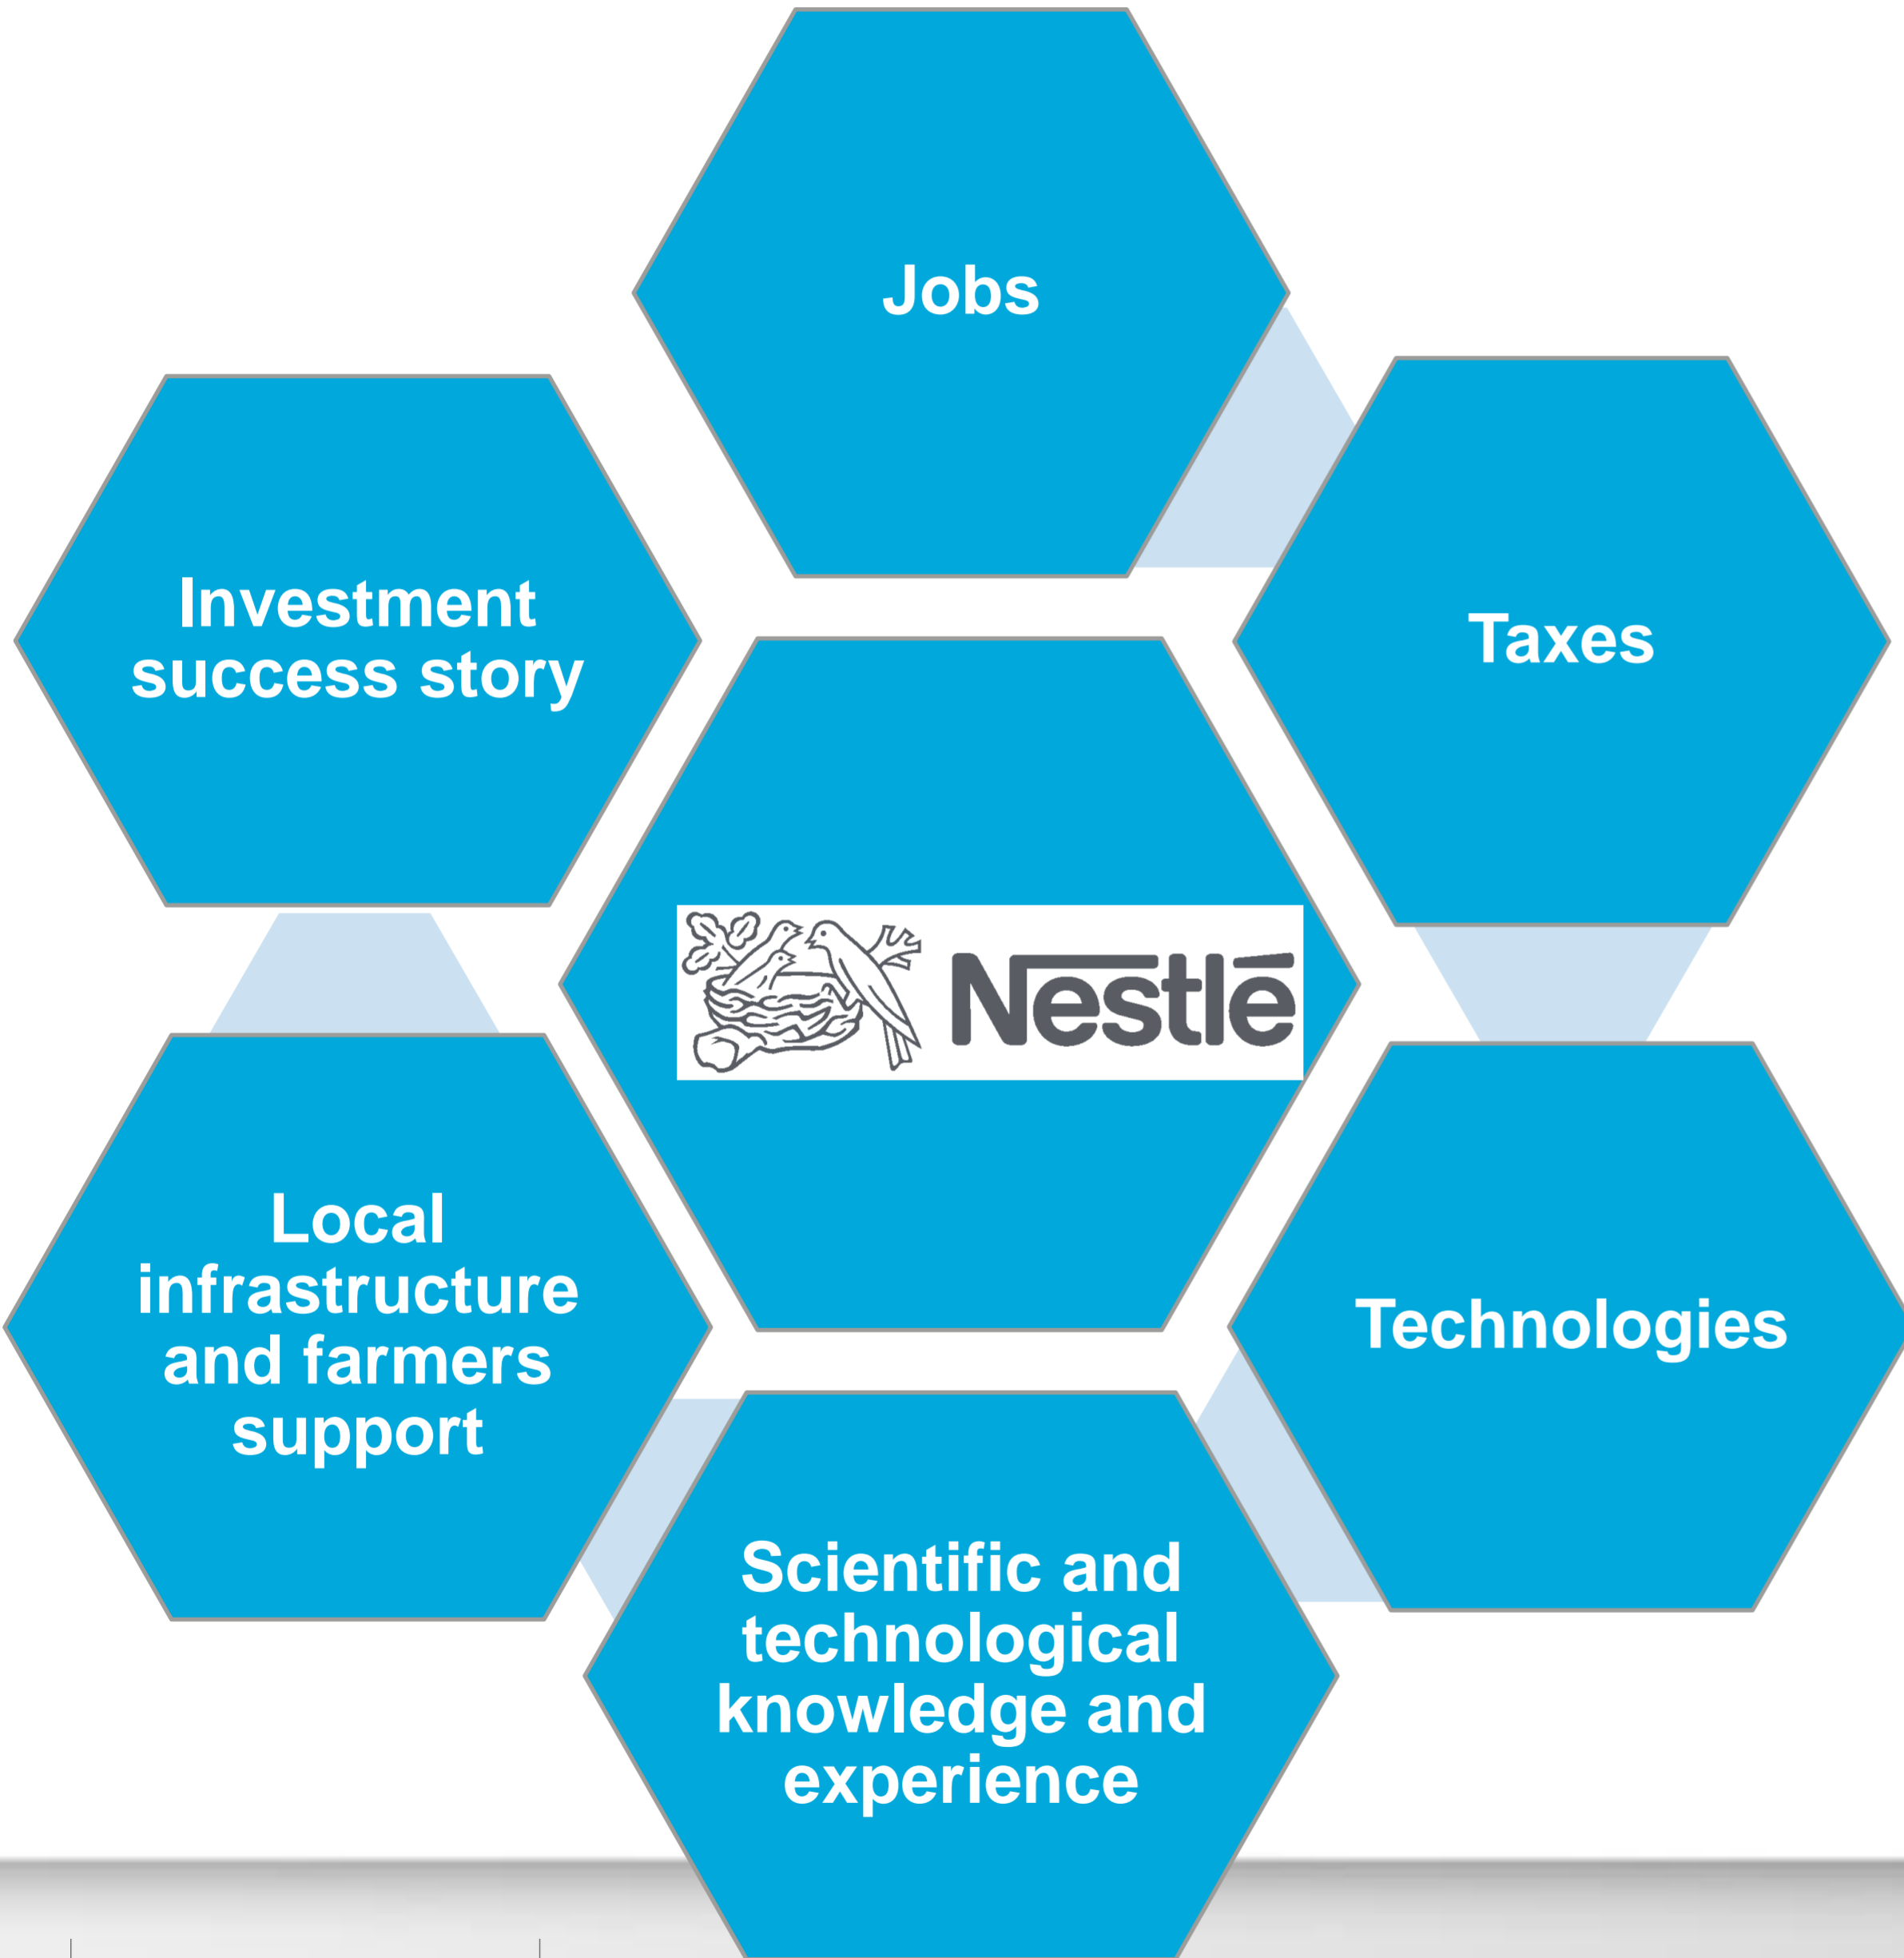 Jobs
Taxes
Investment
success story
Nestlé
Local
infrastructure
and farmers
support
Technologies
Scientific and
technological
knowledge and
experience